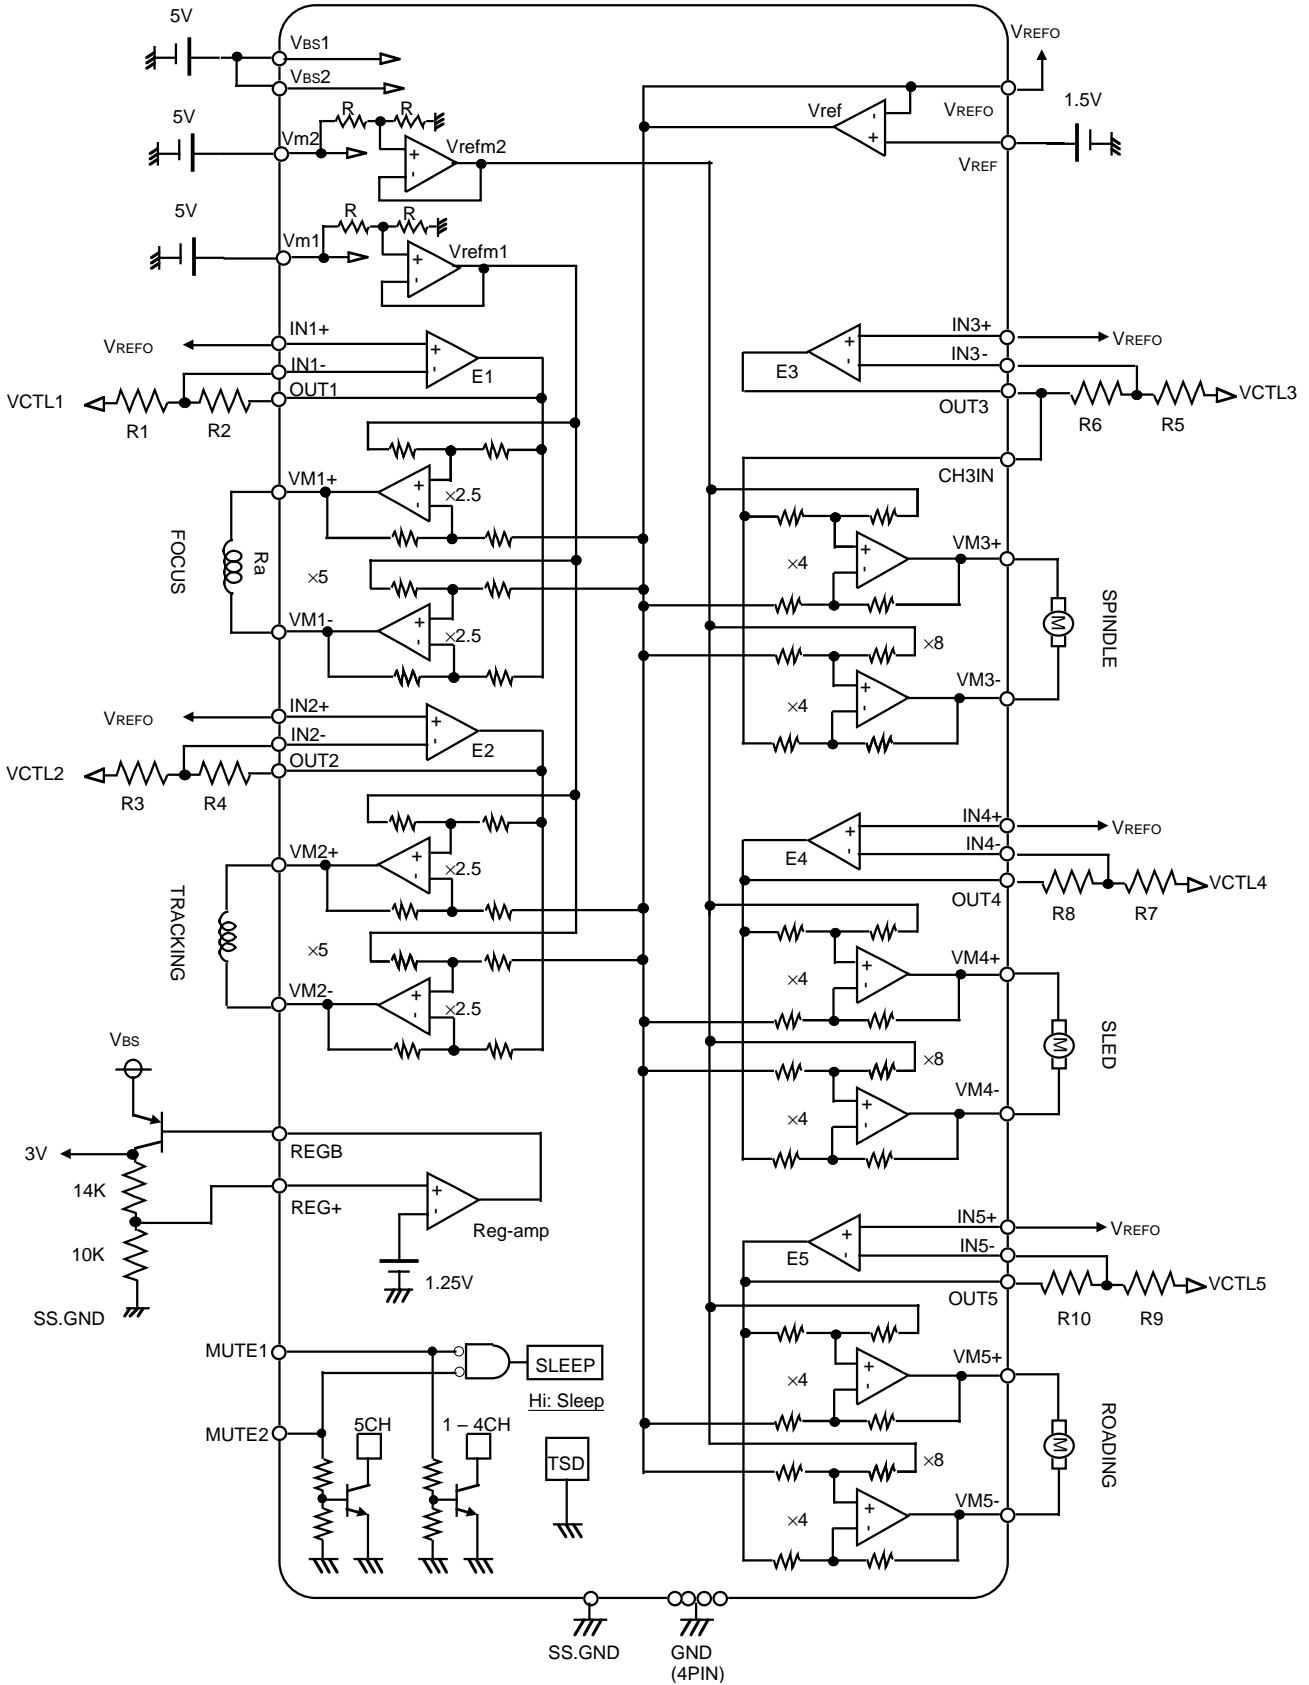 5V
VBS1
VBS2
VREFO
5V
R R
Vm2
Vrefm2
Vref
VREFO
1.5V
VREF
5V
R R
Vm1
Vrefm1
+
-
+
-
-
+
IN1+
VREFO
IN1-
E1
OUT1
VCTL1
R1 R2
+
-
IN3+
VREFO
IN3-
E3
OUT3
VCTL3
R6 R5
CH3IN
+
-
VM1+
×2.5
+
-
FOCUS
Ra
×5
VM1-
×2.5
+
-
×4
VM3+
+
-
SPINDLE
M
×8
VM3-
×4
+
-
IN2+
VREFO
IN2-
E2
OUT2
VCTL2
R3 R4
+
-
VM2+
×2.5
+
-
TRACKING
×5
VM2-
×2.5
+
-
IN4+
VREFO
IN4-
E4
OUT4
VCTL4
R8 R7
+
-
VM4+
×4
+
-
SLED
M
×8
VM4-
×4
+
-
VBS
REGB
3V
14K
REG+
10K
SS.GND
+
-
Reg-amp
1.25V
IN5+
VREFO
IN5-
E5
OUT5
VCTL5
R10 R9
+
-
MUTE1
SLEEP
Hi: Sleep
MUTE2
5CH
1 – 4CH
TSD
VM5+
×4
+
-
ROADING
M
×8
VM5-
×4
+
-
SS.GND
GND
(4PIN)